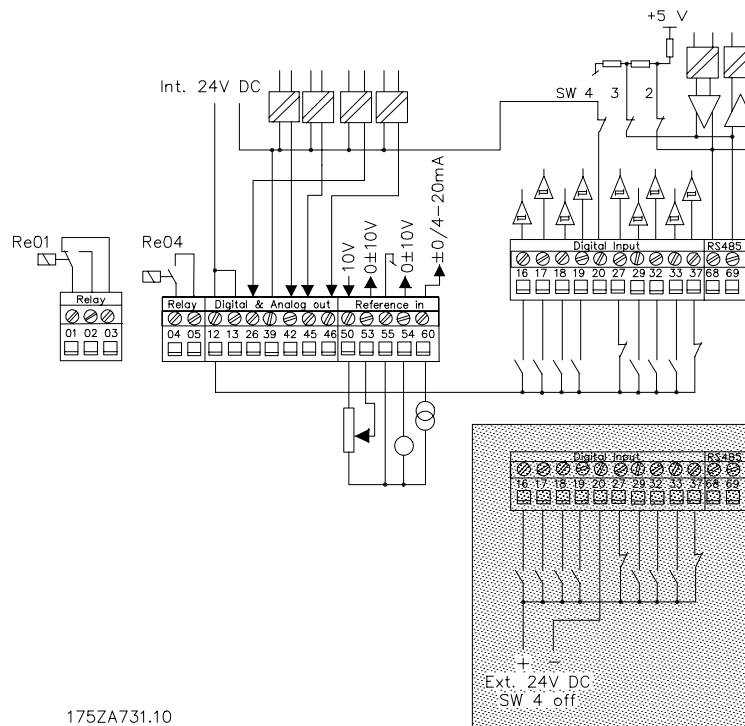 +5 V
Int. 24V DC
SW 4 3 2
Re01
Re04
10V
0±10V
0±10V
±0/4-20mA
Digital Input RS485
16 17 18 19 20 27 29 32 33 37 68 69
Relay
01 02 03
Relay Digital & Analog out Reference in
04 05 12 13 26 39 42 45 46 50 53 55 54 60
Digital Input RS485
16 17 18 19 20 27 29 32 33 37 68 69
+ −
Ext. 24V DC
SW 4 off
175ZA731.10